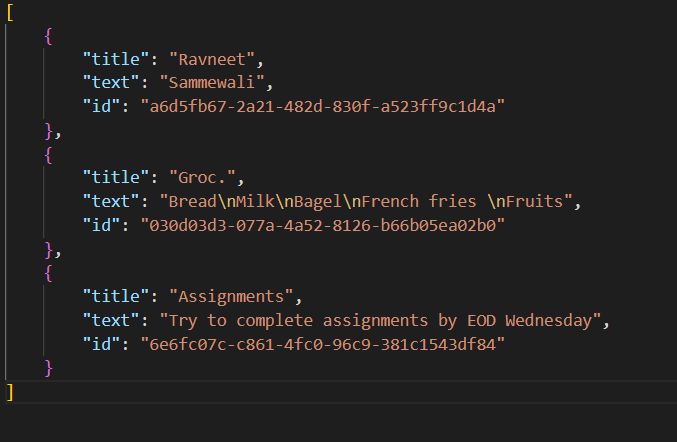 [
    {
        "title": "Ravneet",
        "text": "Sammewali",
        "id": "a6d5fb67-2a21-482d-830f-a523ff9c1d4a"
    },
    {
        "title": "Groc.",
        "text": "Bread\nMilk\nBagel\nFrench fries \nFruits",
        "id": "030d03d3-077a-4a52-8126-b66b05ea02b0"
    },
    {
        "title": "Assignments",
        "text": "Try to complete assignments by EOD Wednesday",
        "id": "6e6fc07c-c861-4fc0-96c9-381c1543df84"
    }
]